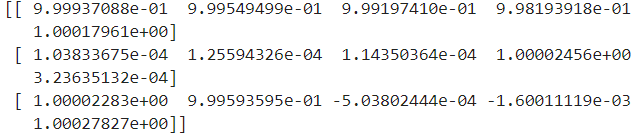 [[ 9.99937088e-01 9.99549499e-01 9.99197410e-01 9.98193918e-01
1.00017961e+00]
[ 1.03833675e-04 1.25594326e-04 1.14350364e-04 1.00002456e+00
3.23635132e-04]
[ 1.00002283e+00 9.99593595e-01 -5.03802444e-04 -1.60011119e-03
1.00027827e+00]]